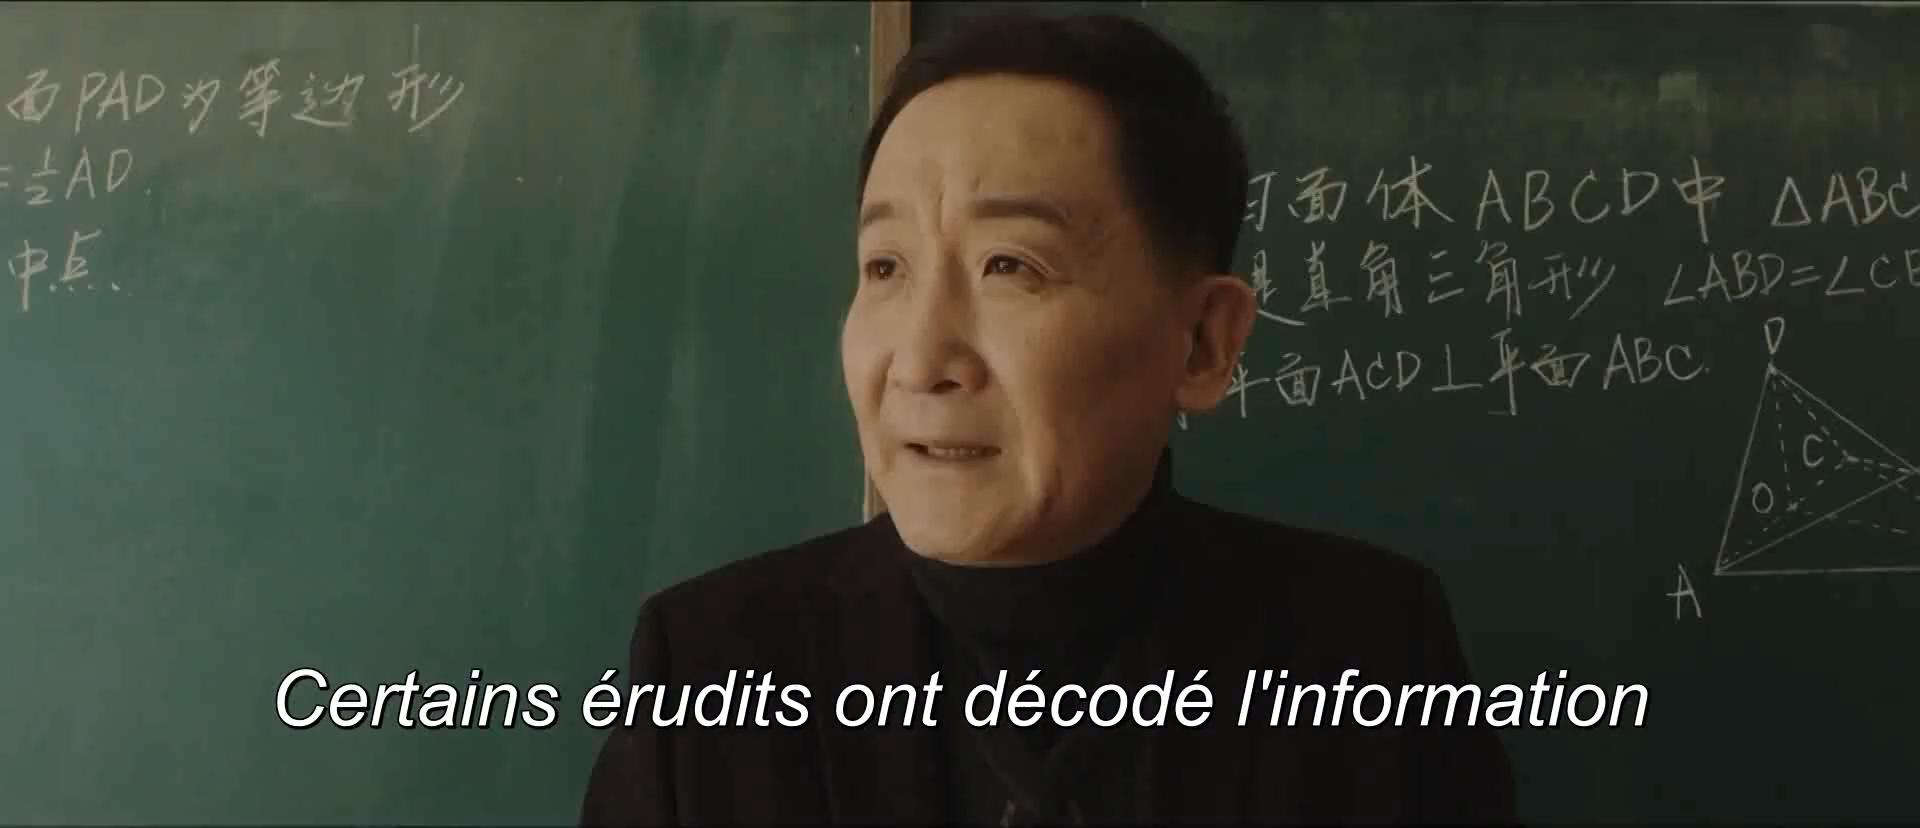 面PAD为等边 形
=½AD.
中点.
面体 ABCD中 △ABC
是直角三角形 ∠ABD=∠CB
平面ACD⊥平面ABC.
D
C
O
A
Certains érudits ont décodé l'information